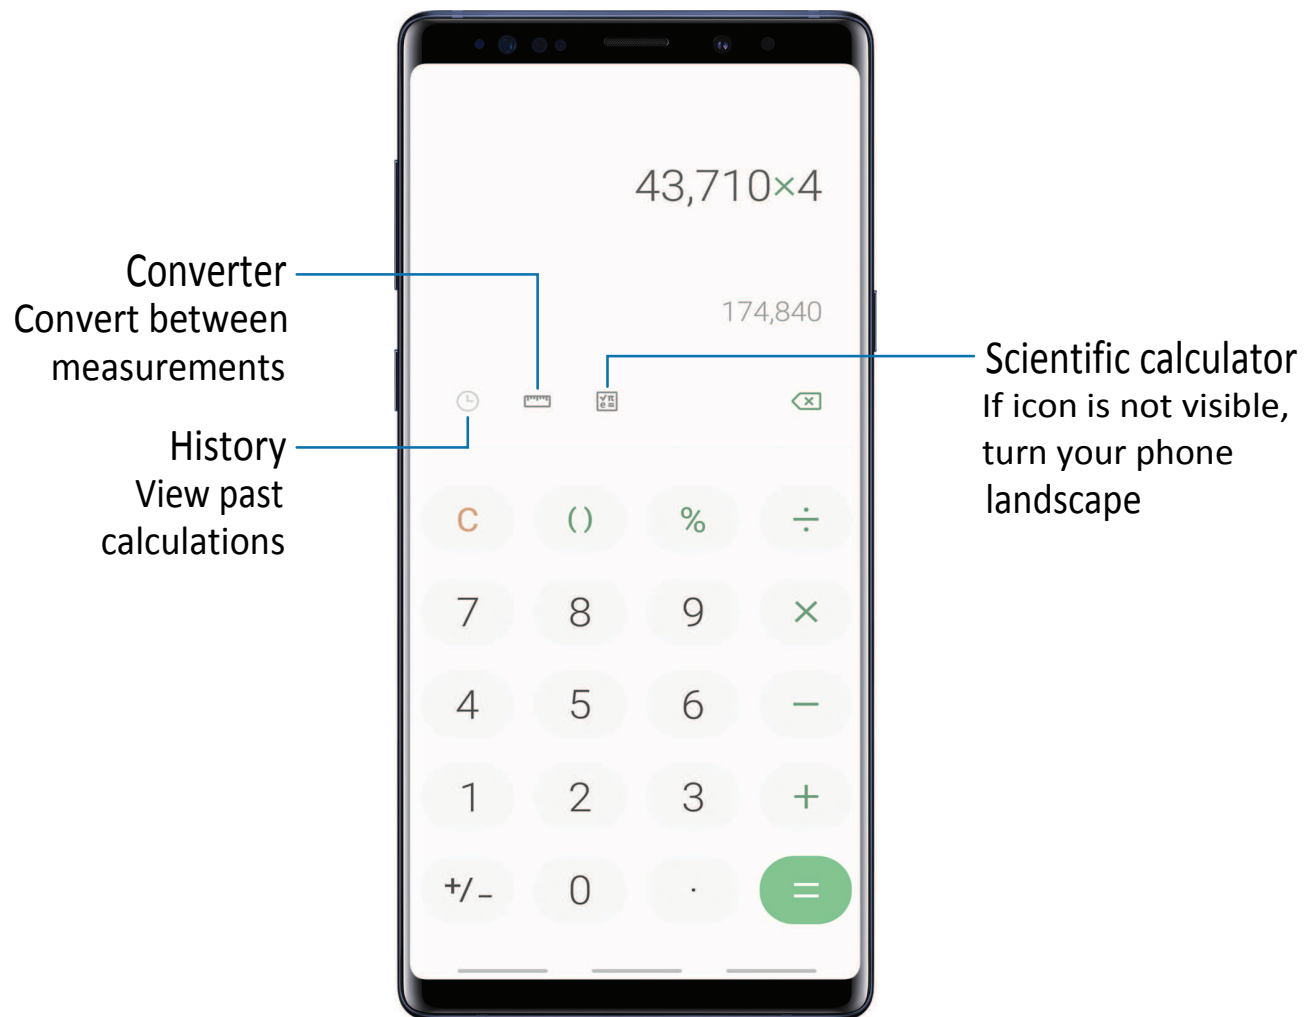 43,710×4
174,840
Converter
Convert between
measurements
History
View past
calculations
Scientific calculator
If icon is not visible,
turn your phone
landscape
√π
e=
C
()
%
÷
7
8
9
×
4
5
6
−
1
2
3
+
+/−
0
.
=